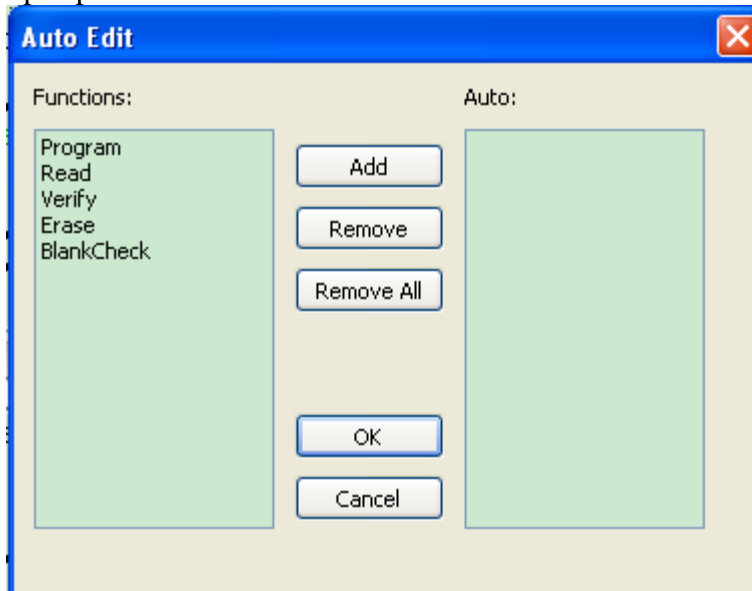 Auto Edit
Functions:
Auto:
Program
Read
Verify
Erase
BlankCheck
Add
Remove
Remove All
OK
Cancel